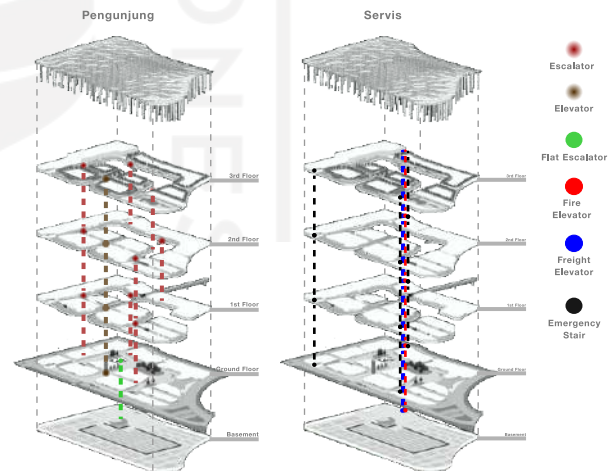 Pengunjung
Servis
3rd Floor
2nd Floor
1st Floor
Ground Floor
Basement
3rd Floor
2nd Floor
1st Floor
Ground Floor
Basement
Escalator
Elevator
Flat Escalator
Fire
Elevator
Freight
Elevator
Emergency
Stair